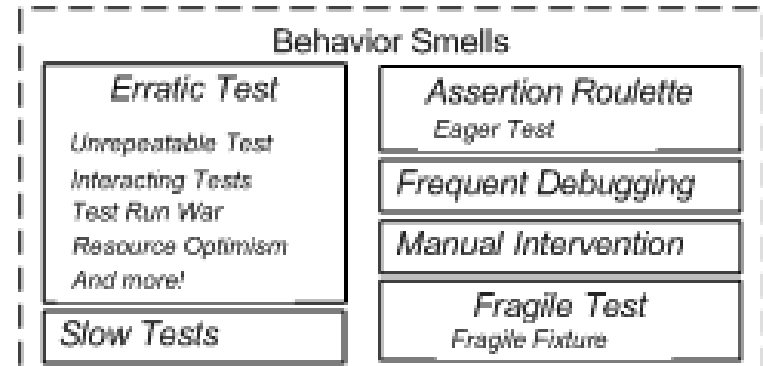 Behavior Smells
Erratic Test
Unrepeatable Test
Interacting Tests
Test Run War
Resource Optimism
And more!
Slow Tests
Assertion Roulette
Eager Test
Frequent Debugging
Manual Intervention
Fragile Test
Fragile Fixture